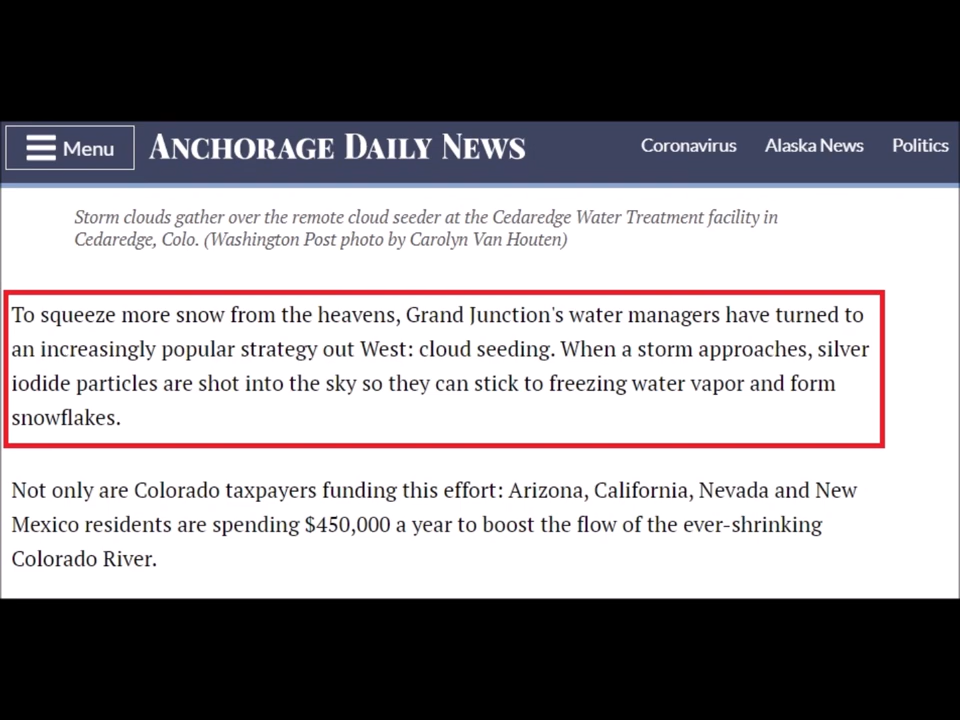 Menu
ANCHORAGE DAILY NEWS
Coronavirus
Alaska News
Politics
Storm clouds gather over the remote cloud seeder at the Cedaredge Water Treatment facility in
Cedaredge, Colo. (Washington Post photo by Carolyn Van Houten)
To squeeze more snow from the heavens, Grand Junction's water managers have turned to
an increasingly popular strategy out West: cloud seeding. When a storm approaches, silver
iodide particles are shot into the sky so they can stick to freezing water vapor and form
snowflakes.
Not only are Colorado taxpayers funding this effort: Arizona, California, Nevada and New
Mexico residents are spending $450,000 a year to boost the flow of the ever-shrinking
Colorado River.